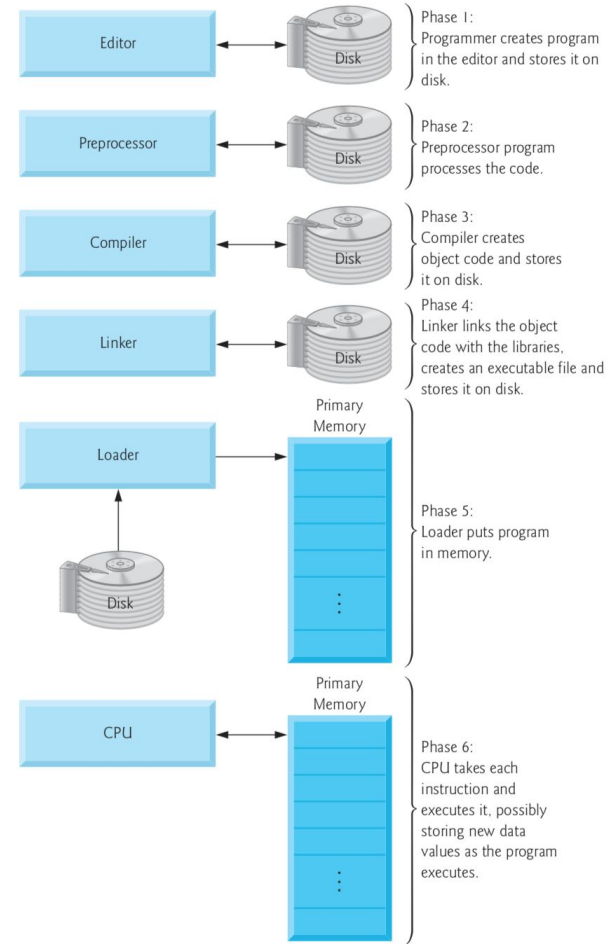 Editor
Disk
Phase 1:
Programmer creates program
in the editor and stores it on
disk.
Preprocessor
Disk
Phase 2:
Preprocessor program
processes the code.
Compiler
Disk
Phase 3:
Compiler creates
object code and stores
it on disk.
Linker
Disk
Phase 4:
Linker links the object
code with the libraries,
creates an executable file and
stores it on disk.
Primary
Memory
Loader
Disk
Phase 5:
Loader puts program
in memory.
Primary
Memory
CPU
Phase 6:
CPU takes each
instruction and
executes it, possibly
storing new data
values as the program
executes.